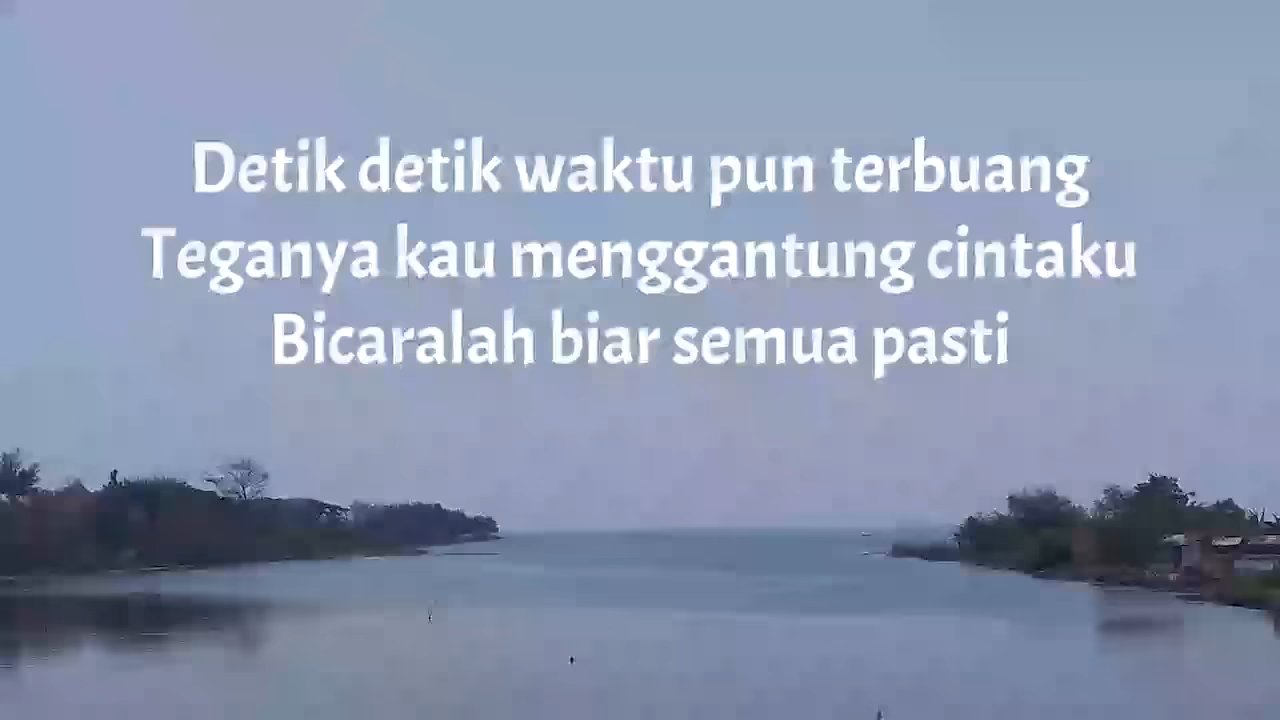 Detik detik waktu pun terbuang
Teganya kau menggantung cintaku
Bicaralah biar semua pasti